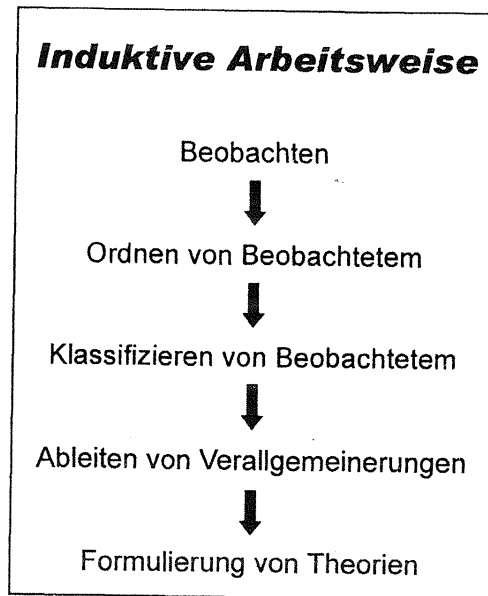 Induktive Arbeitsweise
Beobachten
Ordnen von Beobachtetem
Klassifizieren von Beobachtetem
Ableiten von Verallgemeinerungen
Formulierung von Theorien